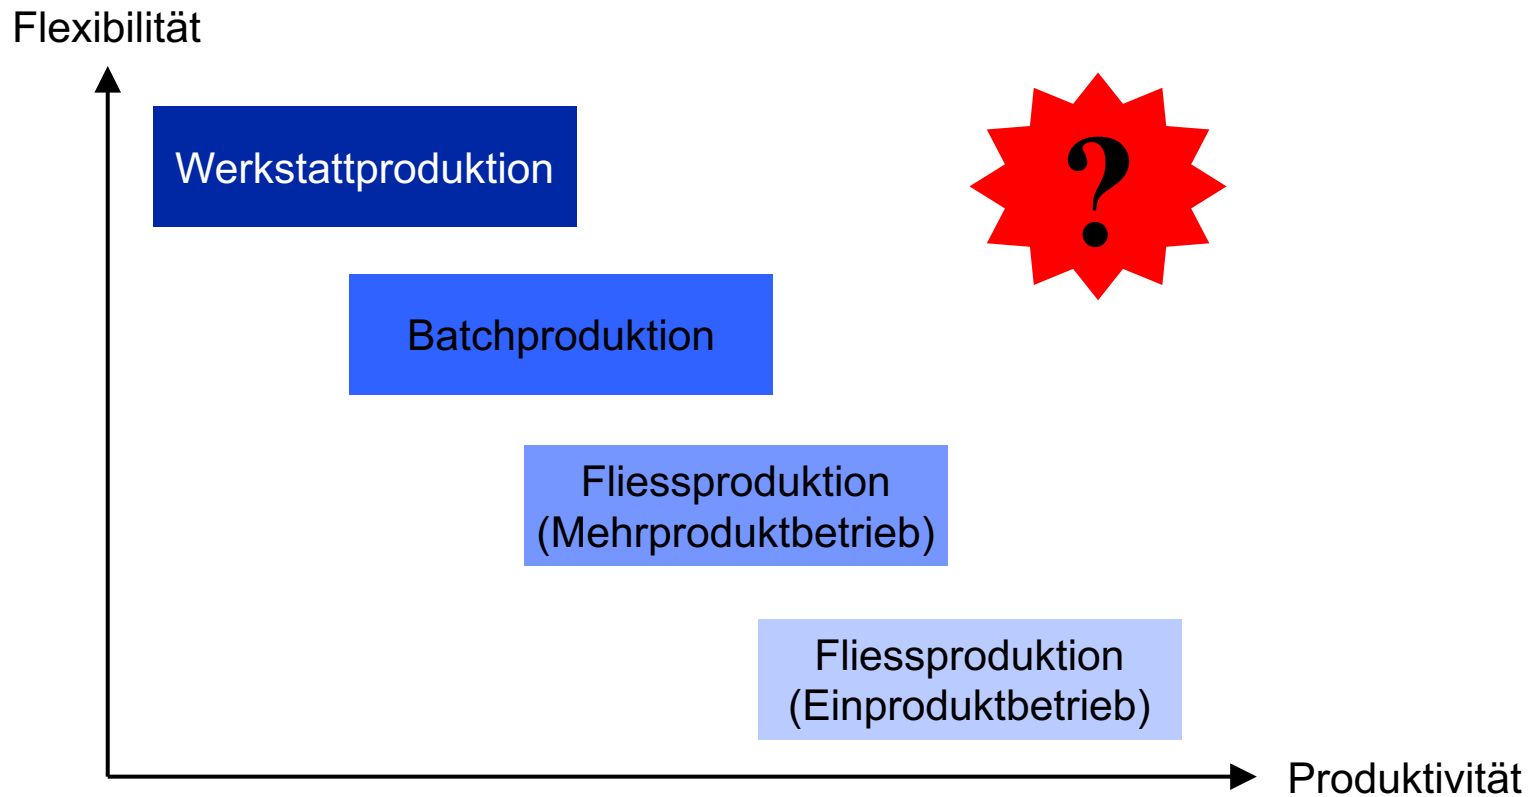 Flexibilität
Werkstattproduktion
?
Batchproduktion
Fliessproduktion
(Mehrproduktbetrieb)
Fliessproduktion
(Einproduktbetrieb)
Produktivität